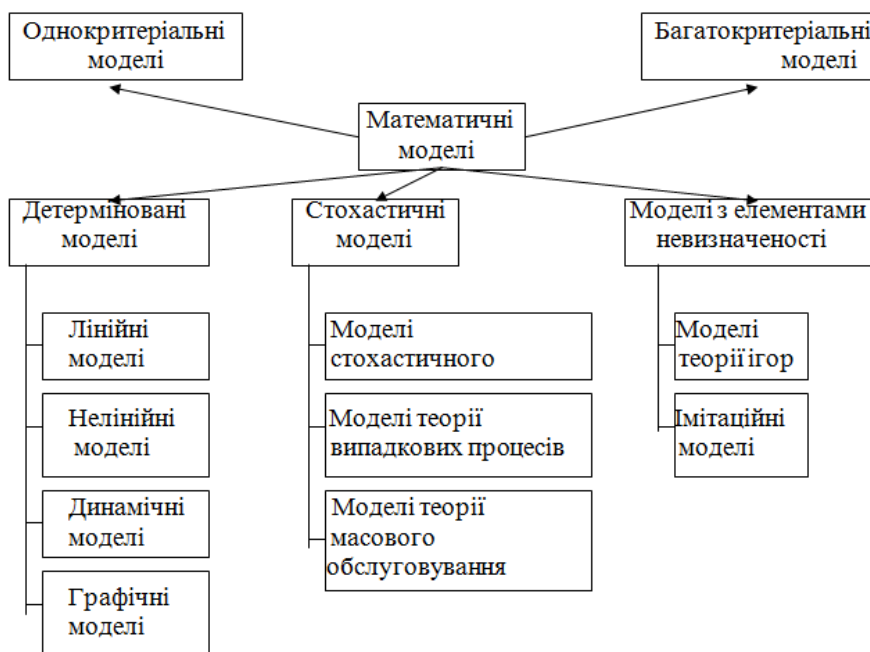 Однокритеріальні
моделі
Багатокритеріальні
моделі
Математичні
моделі
Детерміновані
моделі
Стохастичні
моделі
Моделі з елементами
невизначеності
Лінійні
моделі
Нелінійні
моделі
Динамічні
моделі
Графічні
моделі
Моделі
стохастичного
Моделі теорії
випадкових процесів
Моделі теорії
масового
обслуговування
Моделі
теорії ігор
Імітаційні
моделі